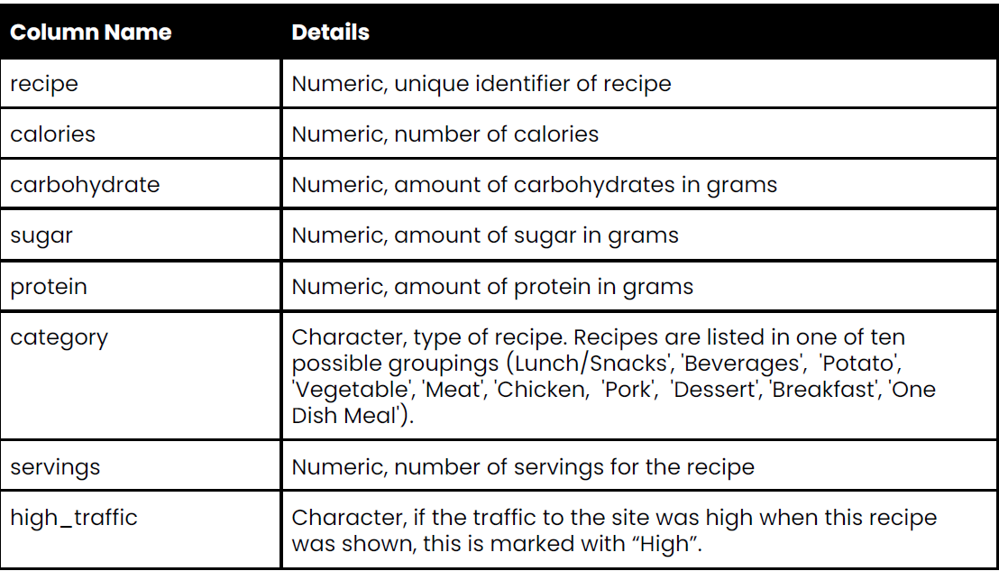 Column Name Details
recipe Numeric, unique identifier of recipe
calories Numeric, number of calories
carbohydrate Numeric, amount of carbohydrates in grams
sugar Numeric, amount of sugar in grams
protein Numeric, amount of protein in grams
category Character, type of recipe. Recipes are listed in one of ten
possible groupings (Lunch/Snacks', 'Beverages', 'Potato',
'Vegetable', 'Meat', 'Chicken, 'Pork', 'Dessert', 'Breakfast', 'One
Dish Meal').
servings Numeric, number of servings for the recipe
high_traffic Character, if the traffic to the site was high when this recipe
was shown, this is marked with “High”.